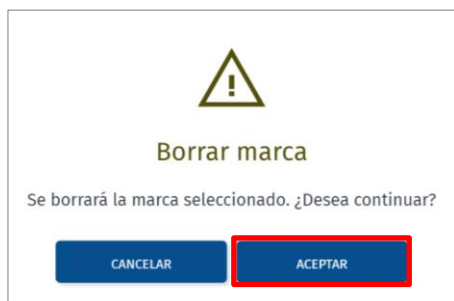 Borrar marca
Se borrará la marca seleccionado. ¿Desea continuar?
CANCELAR
ACEPTAR